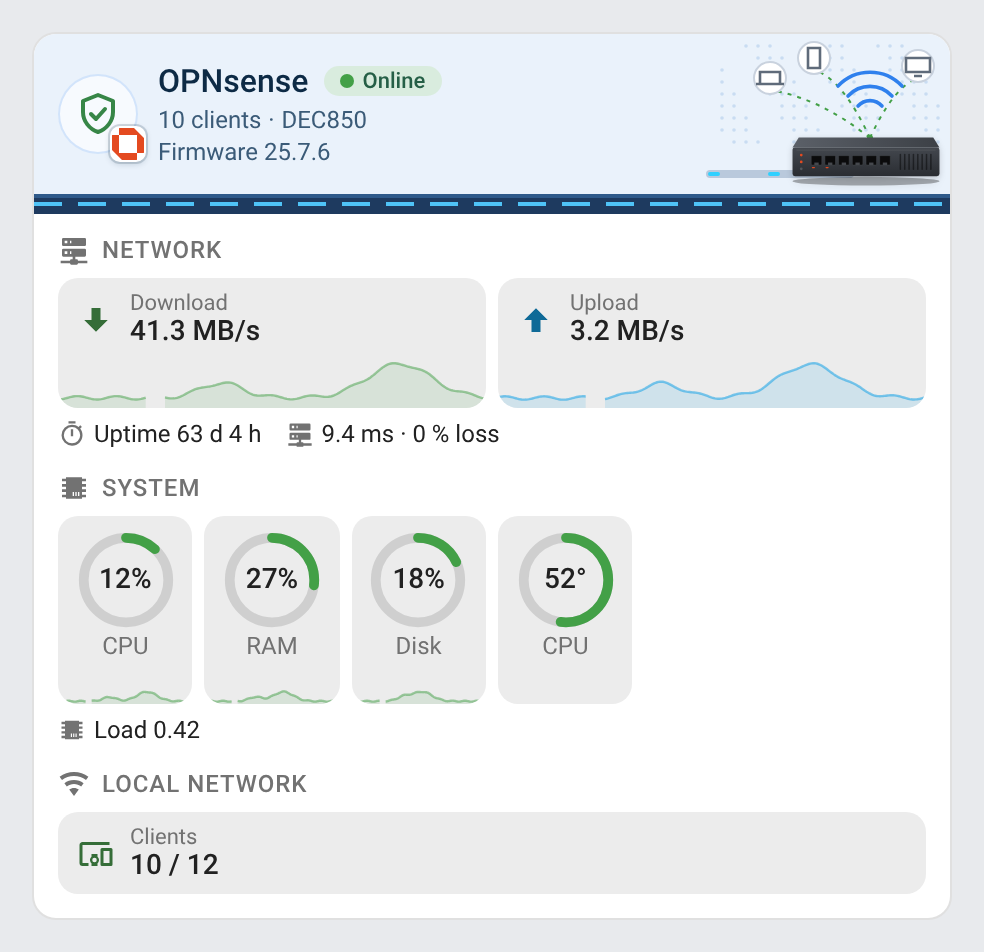 OPNsense
Online
10 clients · DEC850
Firmware 25.7.6
NETWORK
Download
41.3 MB/s
Upload
3.2 MB/s
Uptime 63 d 4 h
9.4 ms · 0 % loss
SYSTEM
12%
CPU
27%
RAM
18%
Disk
52°
CPU
Load 0.42
LOCAL NETWORK
Clients
10 / 12